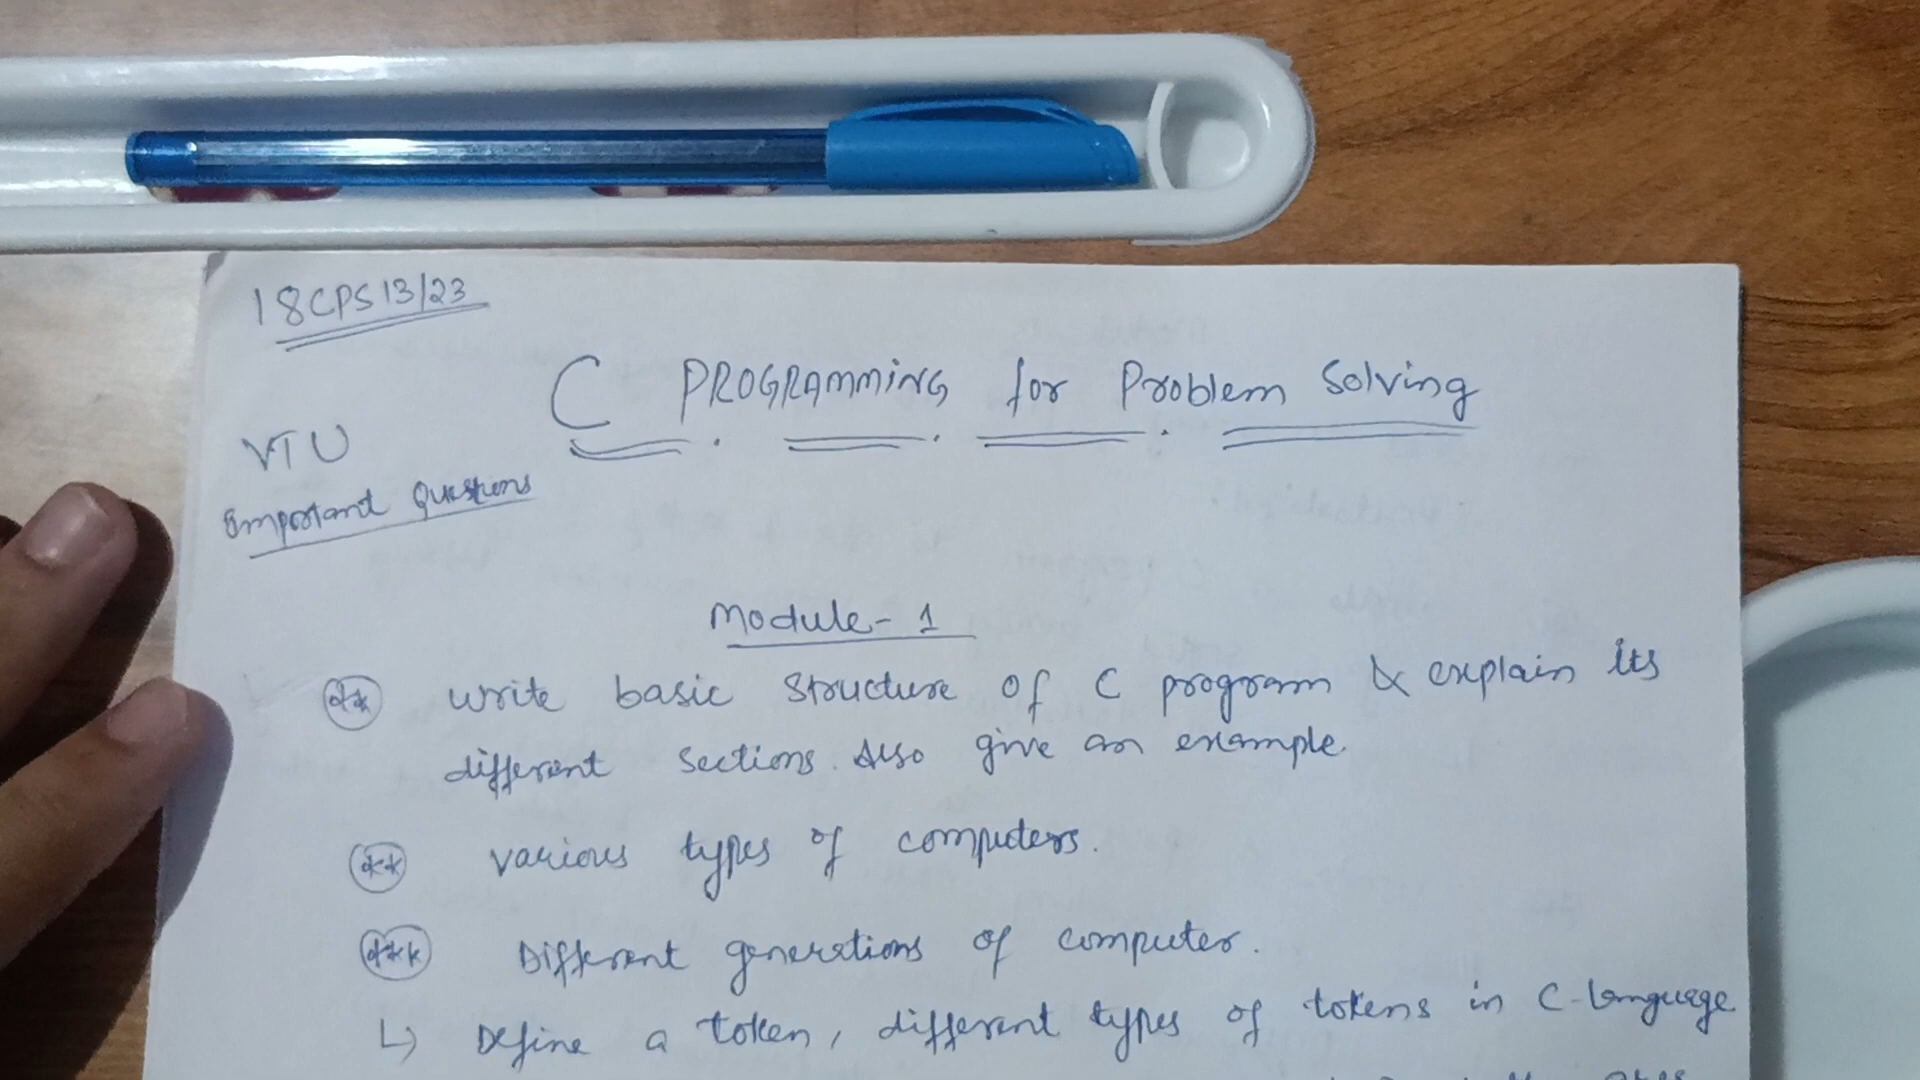 18CPS13/23
C PROGRAMMING for Problem Solving
VTU
Important Questions
Module - 1
** write basic structure of C program & explain its
different sections. Also give an example.
** various types of computers.
*** Different generations of computer.
↳ Define a token, different types of tokens in C-language